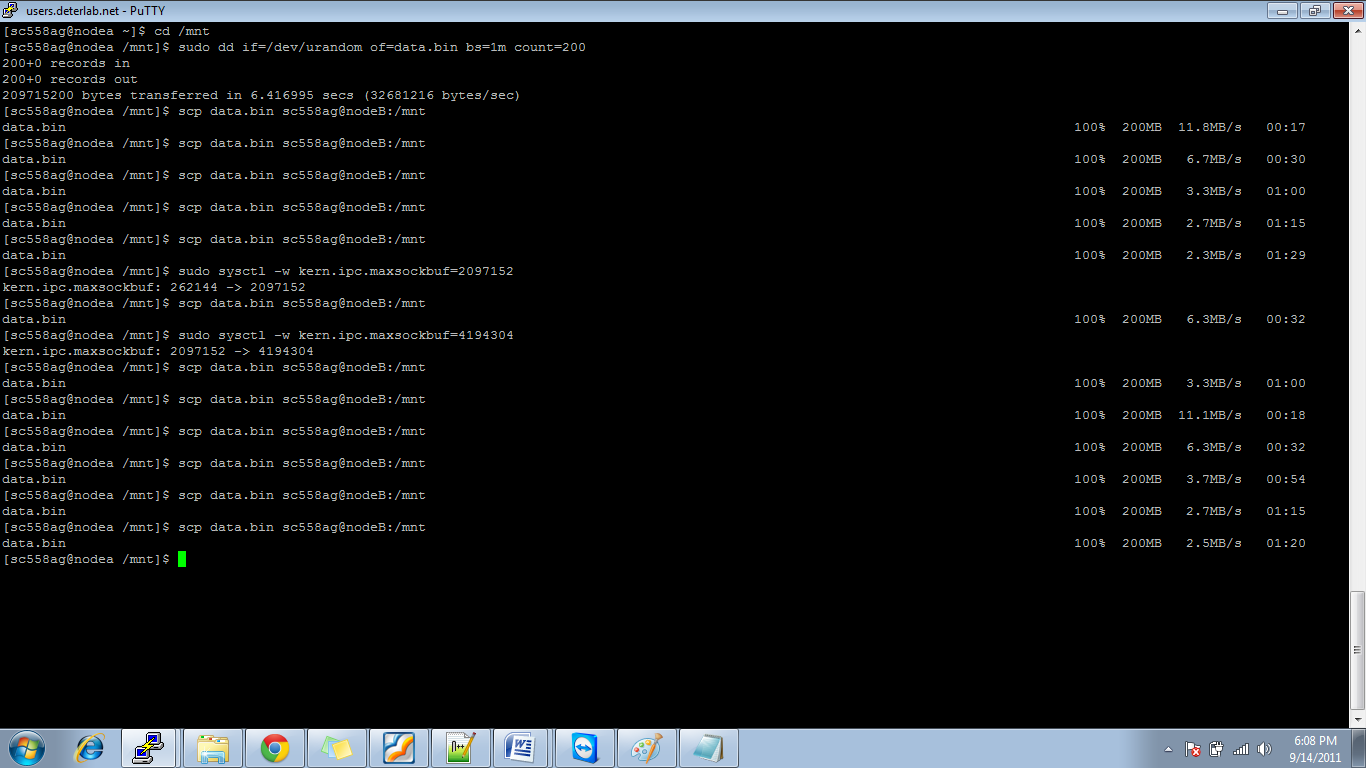 users.deterlab.net - PuTTY
[sc558ag@nodea ~]$ cd /mnt
[sc558ag@nodea /mnt]$ sudo dd if=/dev/urandom of=data.bin bs=1m count=200
200+0 records in
200+0 records out
209715200 bytes transferred in 6.416995 secs (32681216 bytes/sec)
[sc558ag@nodea /mnt]$ scp data.bin sc558ag@nodeB:/mnt
data.bin 100% 200MB 11.8MB/s 00:17
[sc558ag@nodea /mnt]$ scp data.bin sc558ag@nodeB:/mnt
data.bin 100% 200MB 6.7MB/s 00:30
[sc558ag@nodea /mnt]$ scp data.bin sc558ag@nodeB:/mnt
data.bin 100% 200MB 3.3MB/s 01:00
[sc558ag@nodea /mnt]$ scp data.bin sc558ag@nodeB:/mnt
data.bin 100% 200MB 2.7MB/s 01:15
[sc558ag@nodea /mnt]$ scp data.bin sc558ag@nodeB:/mnt
data.bin 100% 200MB 2.3MB/s 01:29
[sc558ag@nodea /mnt]$ sudo sysctl -w kern.ipc.maxsockbuf=2097152
kern.ipc.maxsockbuf: 262144 -> 2097152
[sc558ag@nodea /mnt]$ scp data.bin sc558ag@nodeB:/mnt
data.bin 100% 200MB 6.3MB/s 00:32
[sc558ag@nodea /mnt]$ sudo sysctl -w kern.ipc.maxsockbuf=4194304
kern.ipc.maxsockbuf: 2097152 -> 4194304
[sc558ag@nodea /mnt]$ scp data.bin sc558ag@nodeB:/mnt
data.bin 100% 200MB 3.3MB/s 01:00
[sc558ag@nodea /mnt]$ scp data.bin sc558ag@nodeB:/mnt
data.bin 100% 200MB 11.1MB/s 00:18
[sc558ag@nodea /mnt]$ scp data.bin sc558ag@nodeB:/mnt
data.bin 100% 200MB 6.3MB/s 00:32
[sc558ag@nodea /mnt]$ scp data.bin sc558ag@nodeB:/mnt
data.bin 100% 200MB 3.7MB/s 00:54
[sc558ag@nodea /mnt]$ scp data.bin sc558ag@nodeB:/mnt
data.bin 100% 200MB 2.7MB/s 01:15
[sc558ag@nodea /mnt]$ scp data.bin sc558ag@nodeB:/mnt
data.bin 100% 200MB 2.5MB/s 01:20
[sc558ag@nodea /mnt]$
6:08 PM
9/14/2011